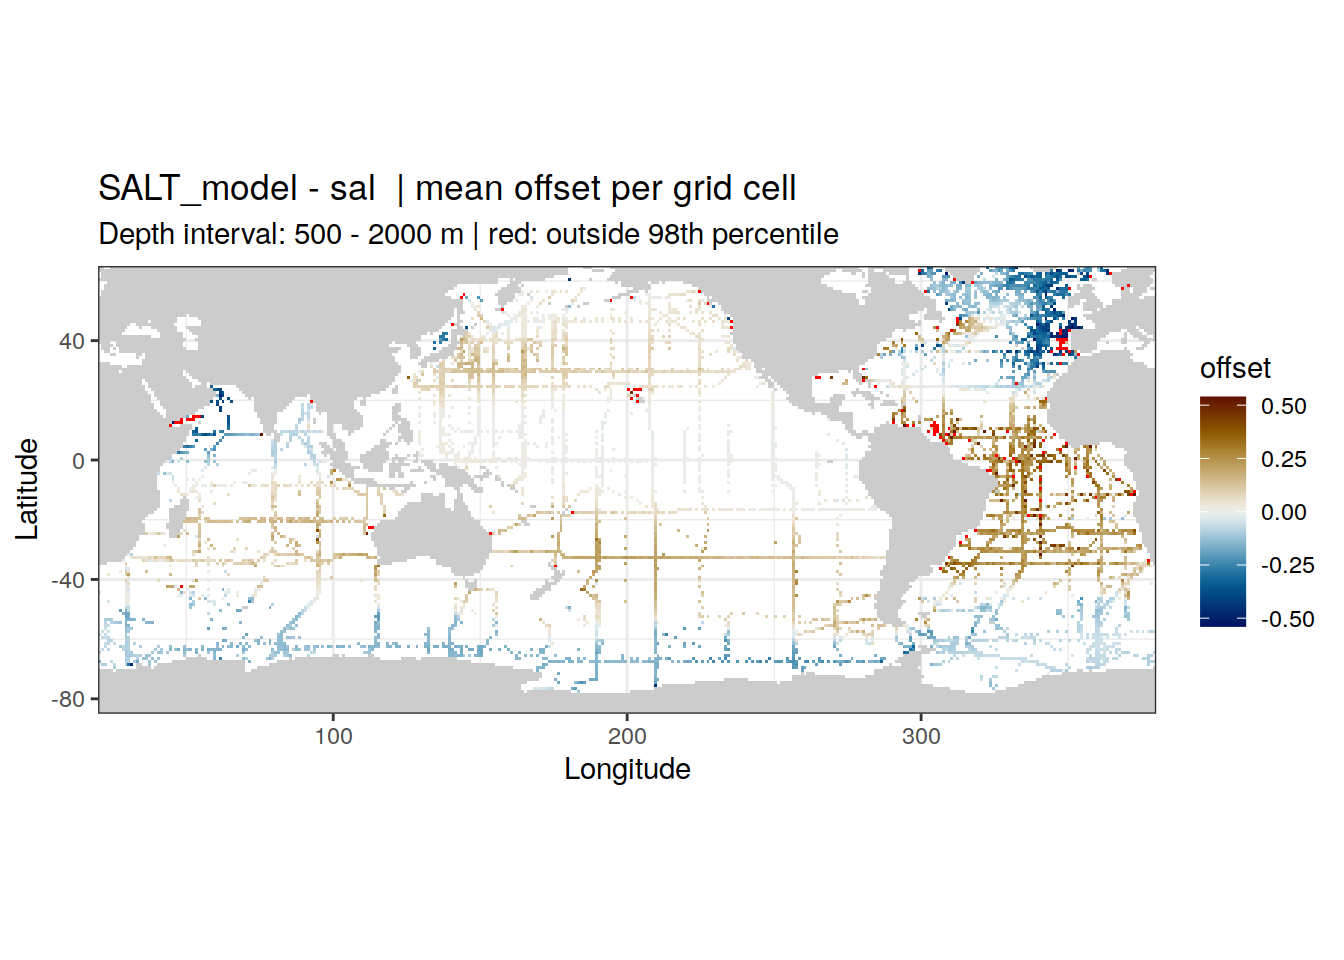 SALT_model - sal  | mean offset per grid cell
Depth interval: 500 - 2000 m | red: outside 98th percentile
offset
0.50
0.25
0.00
-0.25
-0.50
Latitude
40
0
-40
-80
100
200
300
Longitude